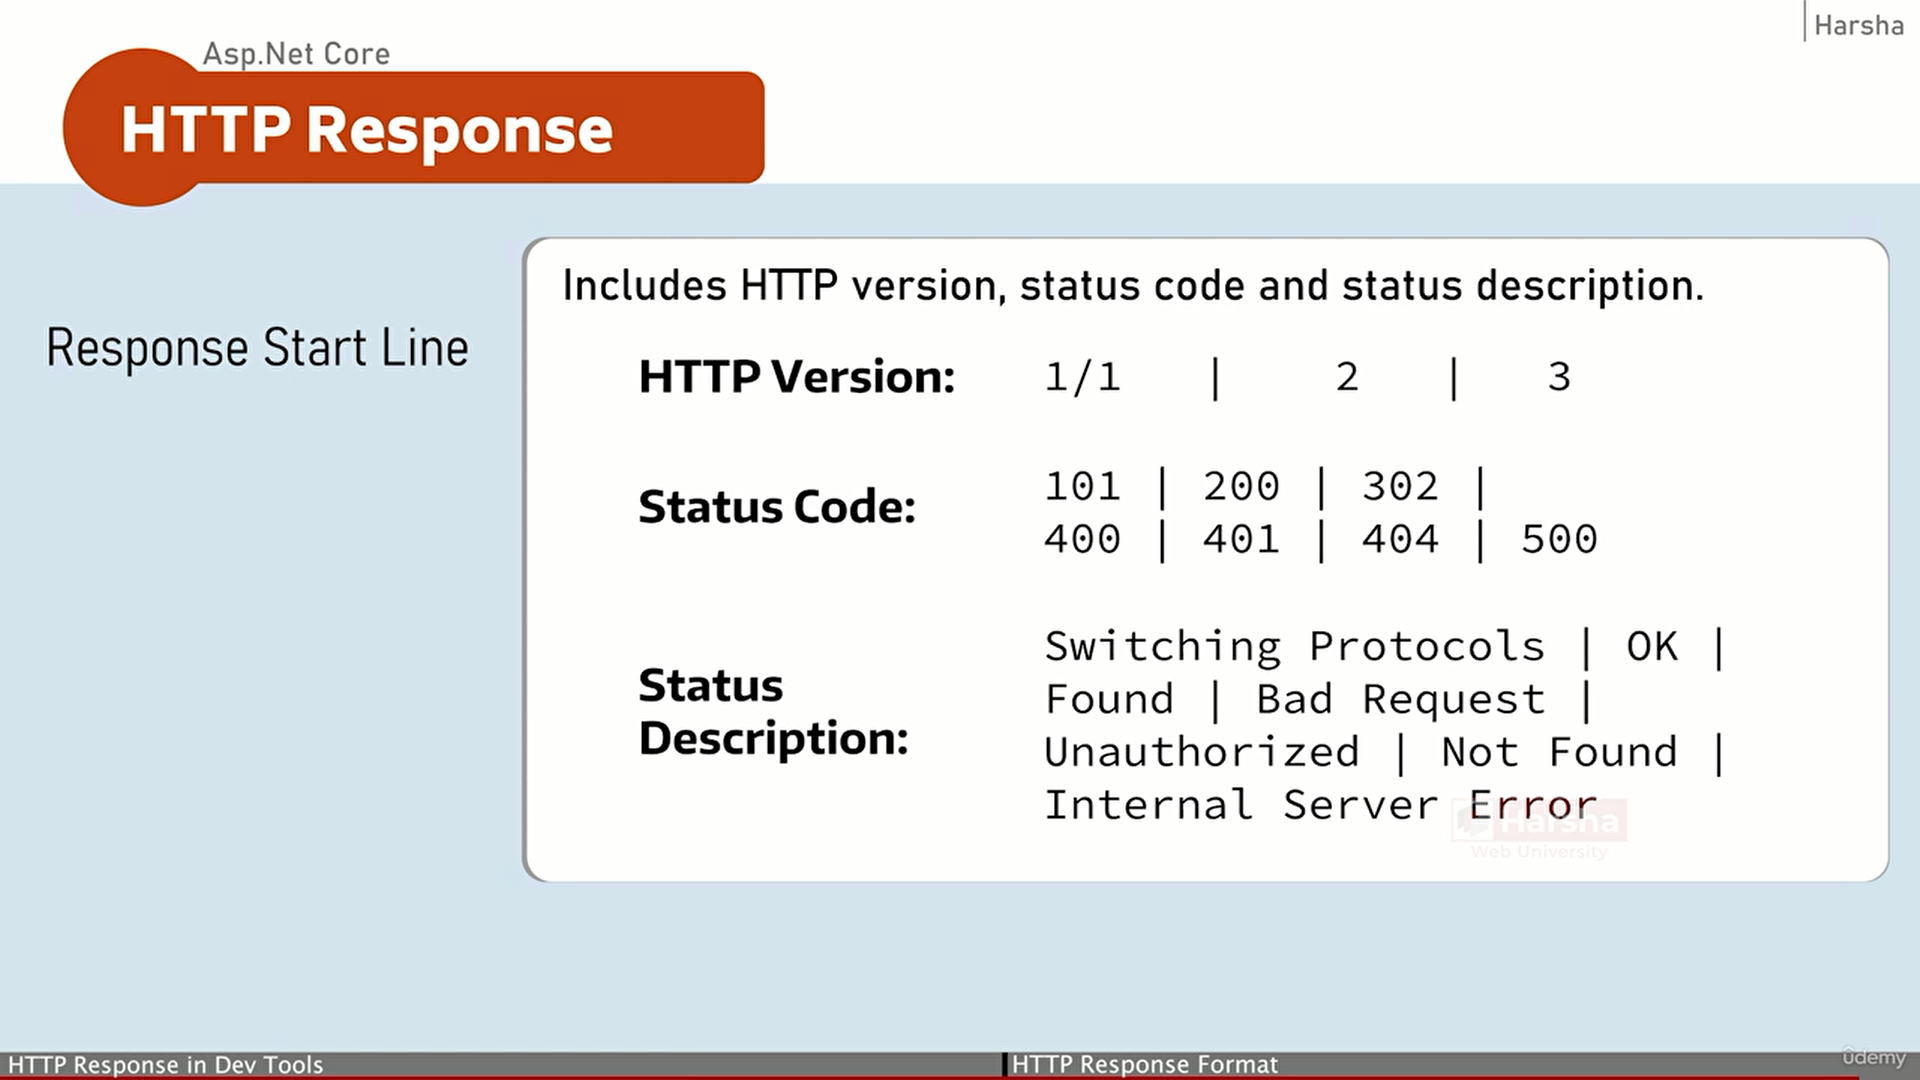 Harsha
Asp.Net Core
HTTP Response
Response Start Line
Includes HTTP version, status code and status description.
HTTP Version: 1/1 | 2 | 3
Status Code: 101 | 200 | 302 |
400 | 401 | 404 | 500
Status Description: Switching Protocols | OK |
Found | Bad Request |
Unauthorized | Not Found |
Internal Server Error
Harsha
Web University
HTTP Response in Dev Tools
HTTP Response Format
ûdemy